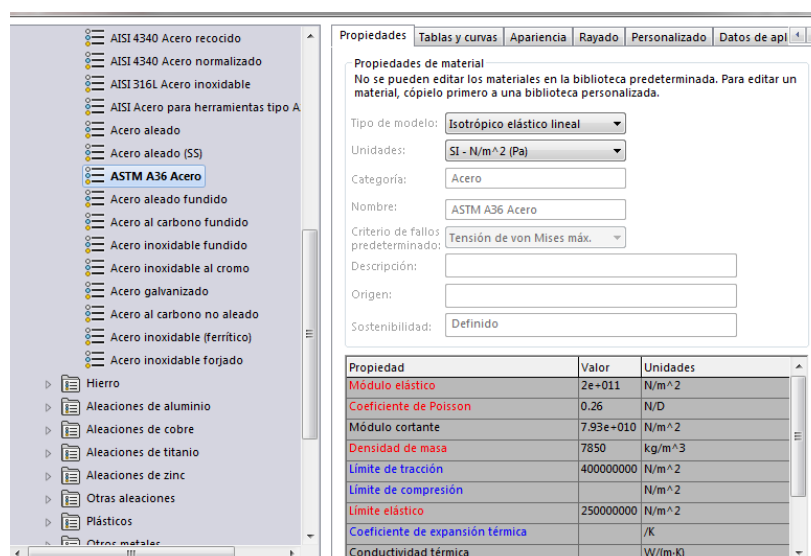 AISI 4340 Acero recocido
AISI 4340 Acero normalizado
AISI 316L Acero inoxidable
AISI Acero para herramientas tipo A
Acero aleado
Acero aleado (SS)
ASTM A36 Acero
Acero aleado fundido
Acero al carbono fundido
Acero inoxidable fundido
Acero inoxidable al cromo
Acero galvanizado
Acero al carbono no aleado
Acero inoxidable (ferrítico)
Acero inoxidable forjado
Hierro
Aleaciones de aluminio
Aleaciones de cobre
Aleaciones de titanio
Aleaciones de zinc
Otras aleaciones
Plásticos
Otros metales
Propiedades Tablas y curvas Apariencia Rayado Personalizado Datos de apl
Propiedades de material
No se pueden editar los materiales en la biblioteca predeterminada. Para editar un
material, cópielo primero a una biblioteca personalizada.
Tipo de modelo: Isotrópico elástico lineal
Unidades: SI - N/m^2 (Pa)
Categoría: Acero
Nombre: ASTM A36 Acero
Criterio de fallos
predeterminado: Tensión de von Mises máx.
Descripción:
Origen:
Sostenibilidad: Definido
Propiedad Valor Unidades
Módulo elástico 2e+011 N/m^2
Coeficiente de Poisson 0.26 N/D
Módulo cortante 7.93e+010 N/m^2
Densidad de masa 7850 kg/m^3
Límite de tracción 400000000 N/m^2
Límite de compresión N/m^2
Límite elástico 250000000 N/m^2
Coeficiente de expansión térmica /K
Conductividad térmica W/(m·K)